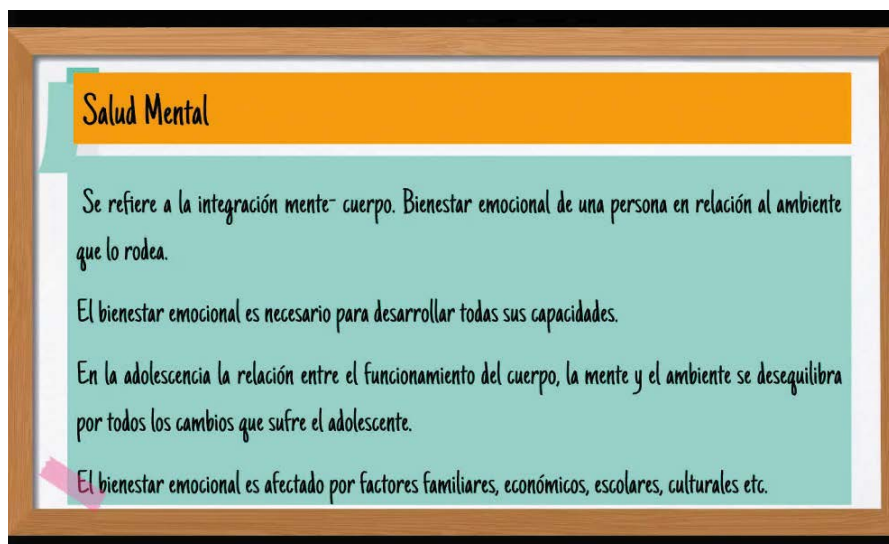 Salud Mental
Se refiere a la integración mente- cuerpo. Bienestar emocional de una persona en relación al ambiente
que lo rodea.
El bienestar emocional es necesario para desarrollar todas sus capacidades.
En la adolescencia la relación entre el funcionamiento del cuerpo, la mente y el ambiente se desequilibra
por todos los cambios que sufre el adolescente.
El bienestar emocional es afectado por factores familiares, económicos, escolares, culturales etc.